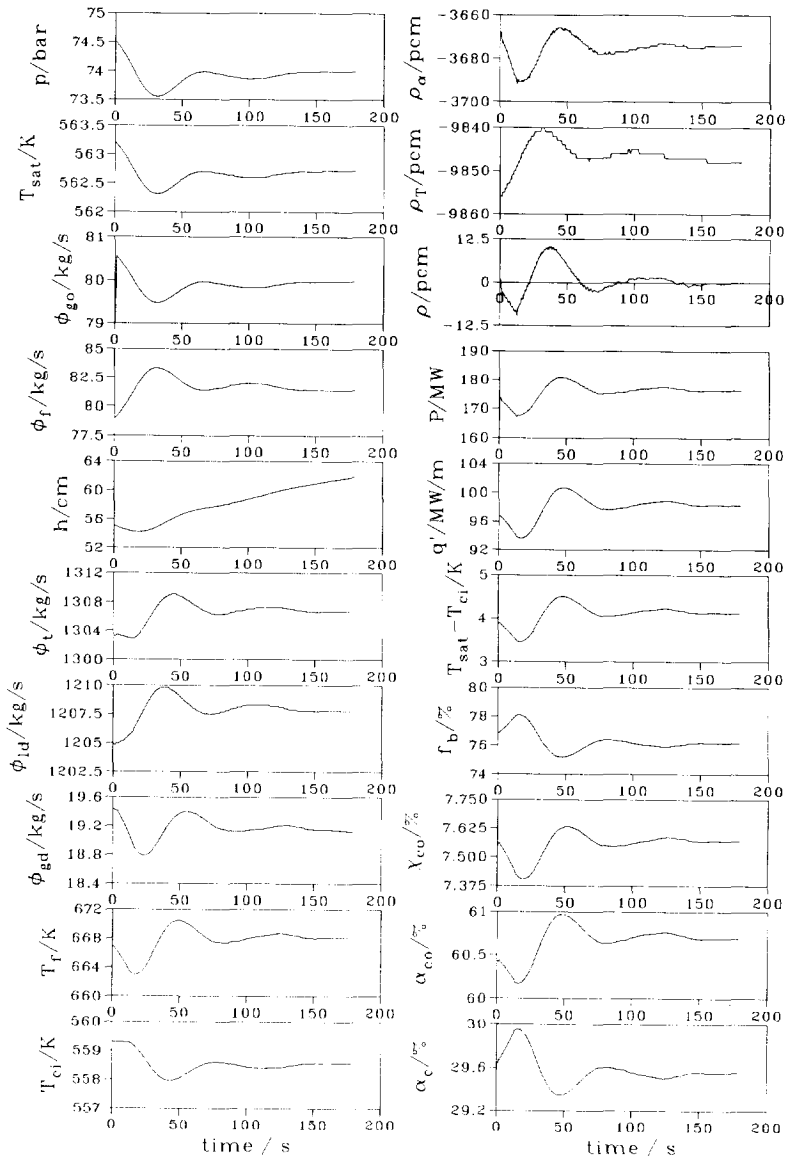 p/bar
75
74.5
74
73.5
0 50 100 150 200
T_sat/K
563.5
563
562.5
562
0 50 100 150 200
ϕ_go/kg/s
81
80
79
0 50 100 150 200
ϕ_f/kg/s
85
82.5
80
77.5
0 50 100 150 200
h/cm
64
60
56
52
0 50 100 150 200
ϕ_t/kg/s
1312
1308
1304
1300
0 50 100 150 200
ϕ_ld/kg/s
1210
1207.5
1205
1202.5
0 50 100 150 200
ϕ_gd/kg/s
19.6
19.2
18.8
18.4
0 50 100 150 200
T_f/K
672
668
664
660
0 50 100 150 200
T_ci/K
560
559
558
557
0 50 100 150 200
time / s
ρ_α/pcm
-3660
-3680
-3700
0 50 100 150 200
ρ_T/pcm
-9840
-9850
-9860
0 50 100 150 200
ρ/pcm
12.5
0
-12.5
0 50 100 150 200
P/MW
190
180
170
160
0 50 100 150 200
q'/MW/m
104
100
96
92
0 50 100 150 200
T_sat-T_ci/K
5
4
3
0 50 100 150 200
f_b/%
80
78
76
74
0 50 100 150 200
χ_co/%
7.750
7.625
7.500
7.375
0 50 100 150 200
α_co/%
61
60.5
60
0 50 100 150 200
α_c/%
30
29.6
29.2
0 50 100 150 200
time / s